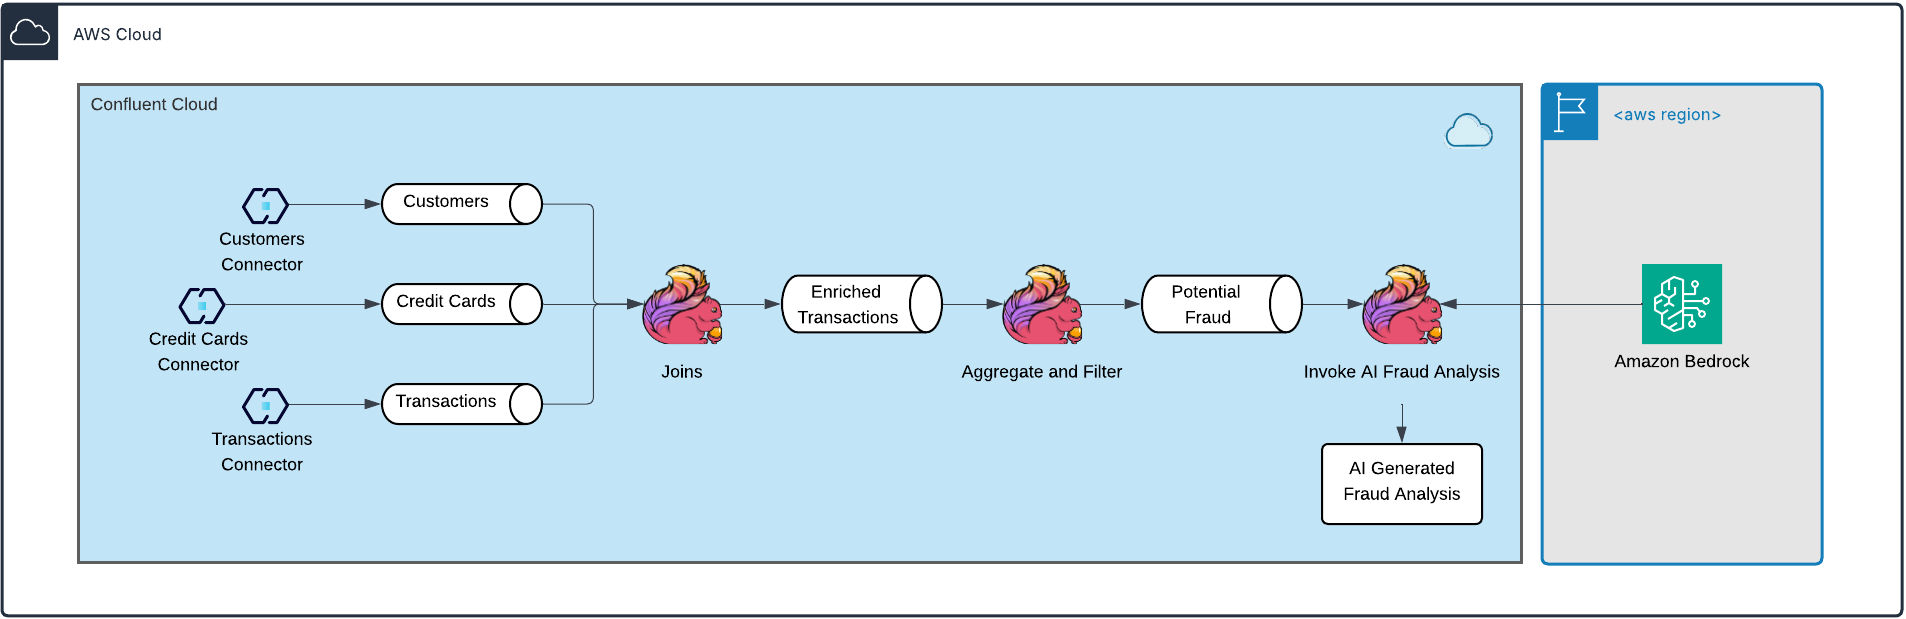 AWS Cloud
Confluent Cloud
<aws region>
Customers
Customers
Connector
Credit Cards
Credit Cards
Connector
Transactions
Transactions
Connector
Joins
Enriched
Transactions
Aggregate and Filter
Potential
Fraud
Invoke AI Fraud Analysis
Amazon Bedrock
AI Generated
Fraud Analysis